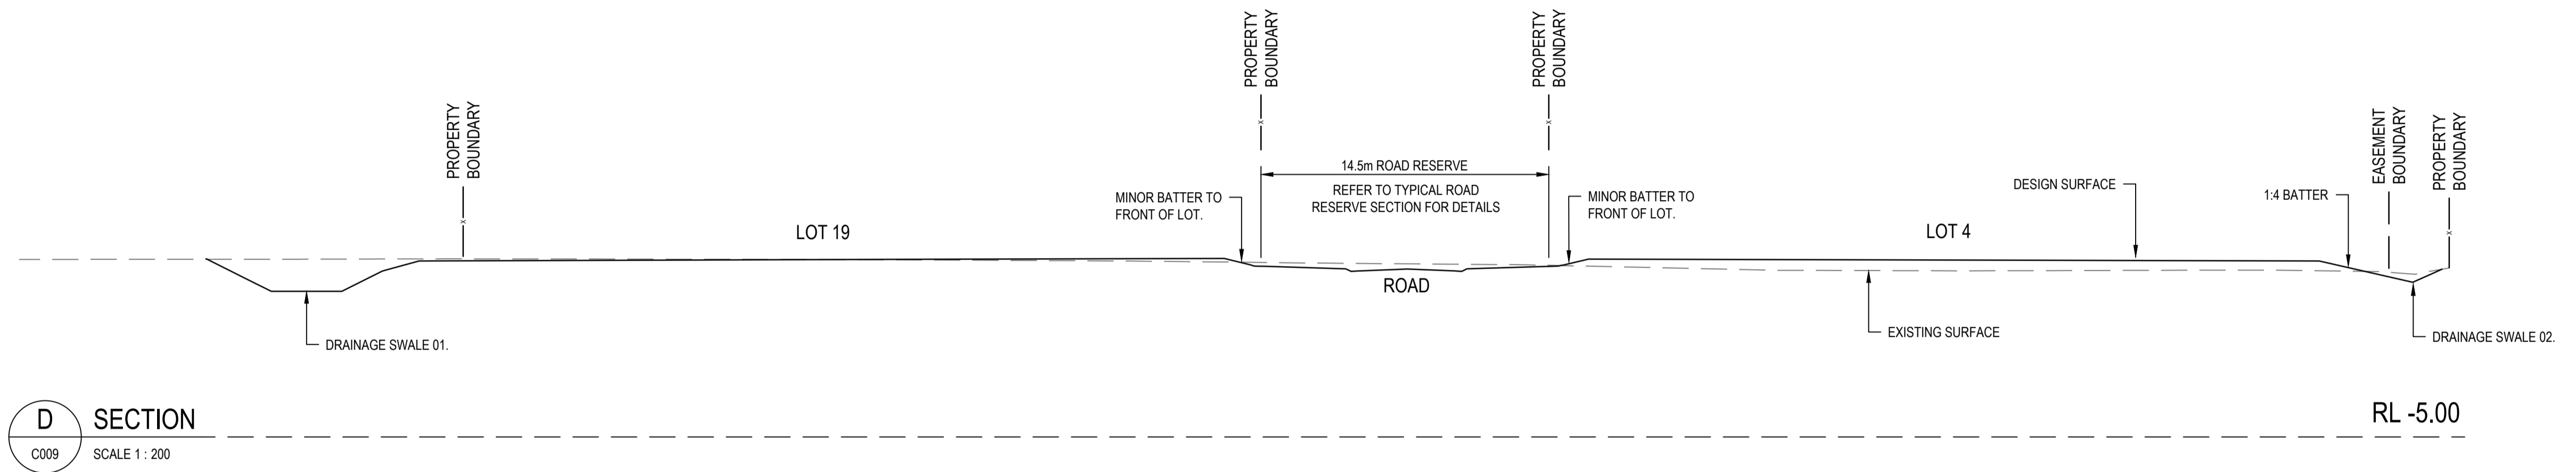 PROPERTY
BOUNDARY
PROPERTY
BOUNDARY
PROPERTY
BOUNDARY
EASEMENT
BOUNDARY
PROPERTY
BOUNDARY
14.5m ROAD RESERVE
REFER TO TYPICAL ROAD
RESERVE SECTION FOR DETAILS
MINOR BATTER TO
FRONT OF LOT.
MINOR BATTER TO
FRONT OF LOT.
DESIGN SURFACE
1:4 BATTER
LOT 19
LOT 4
ROAD
EXISTING SURFACE
DRAINAGE SWALE 01.
DRAINAGE SWALE 02.
D
C009
SECTION
SCALE 1 : 200
RL -5.00